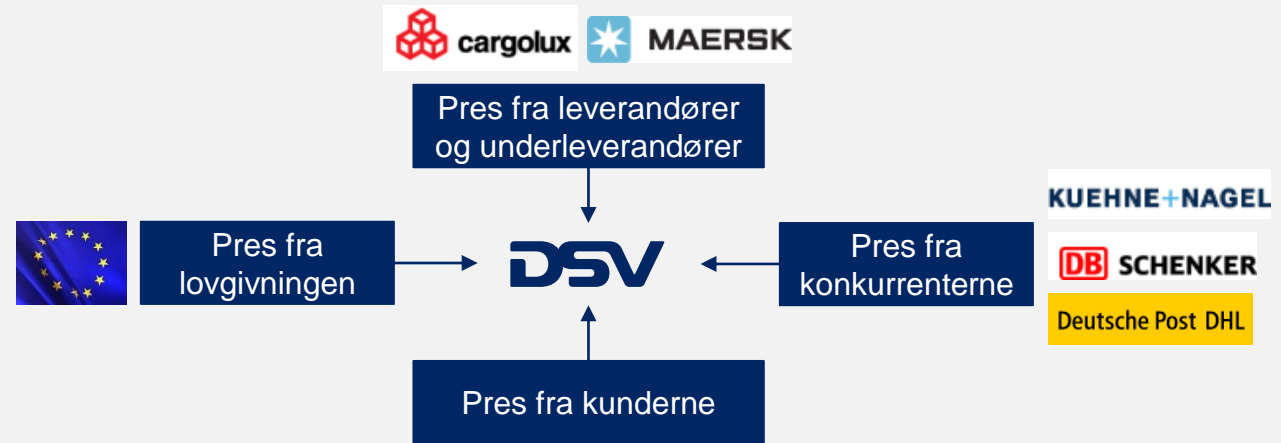 cargolux
MAERSK
Pres fra leverandører
og underleverandører
KUEHNE+NAGEL
Pres fra
lovgivningen
DSV
Pres fra
konkurrenterne
DB SCHENKER
Deutsche Post DHL
Pres fra kunderne